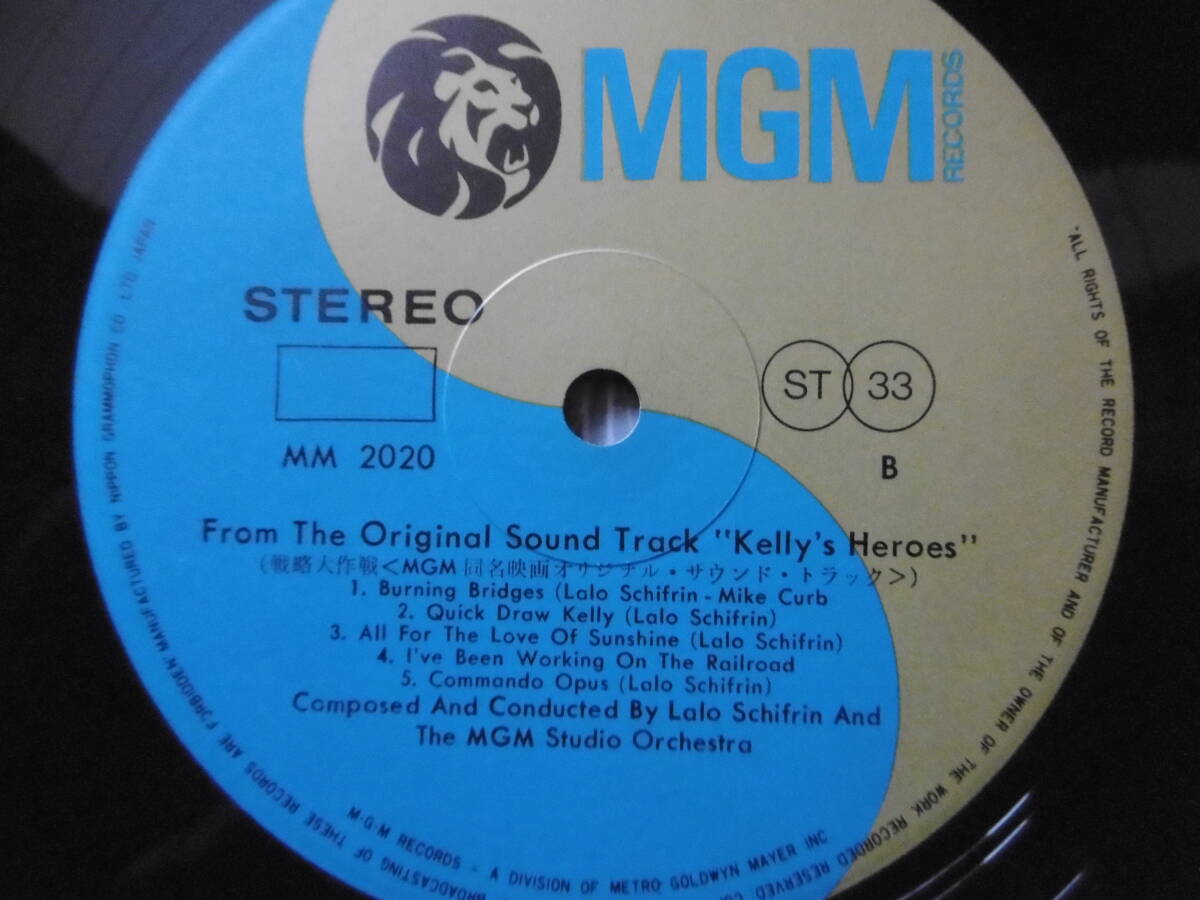 MGM
RECORDS
STEREO
ST 33
MM 2020
B
From The Original Sound Track "Kelly's Heroes"
(戦略大作戦<MGM同名映画オリジナル・サウンド・トラック>)
1. Burning Bridges (Lalo Schifrin - Mike Curb
2. Quick Draw Kelly (Lalo Schifrin)
3. All For The Love Of Sunshine (Lalo Schifrin)
4. I've Been Working On The Railroad
5. Commando Opus (Lalo Schifrin)
Composed And Conducted By Lalo Schifrin And
The MGM Studio Orchestra
"ALL RIGHTS OF THE RECORD MANUFACTURER AND OF THE OWNER OF THE WORK RECORDED RESERVED
BROADCASTING OF THESE RECORDS ARE FORBIDDEN" MANUFACTURED BY NIPPON GRAMMOPHON CO LTD JAPAN
M·G·M RECORDS - A DIVISION OF METRO GOLDWYN MAYER INC